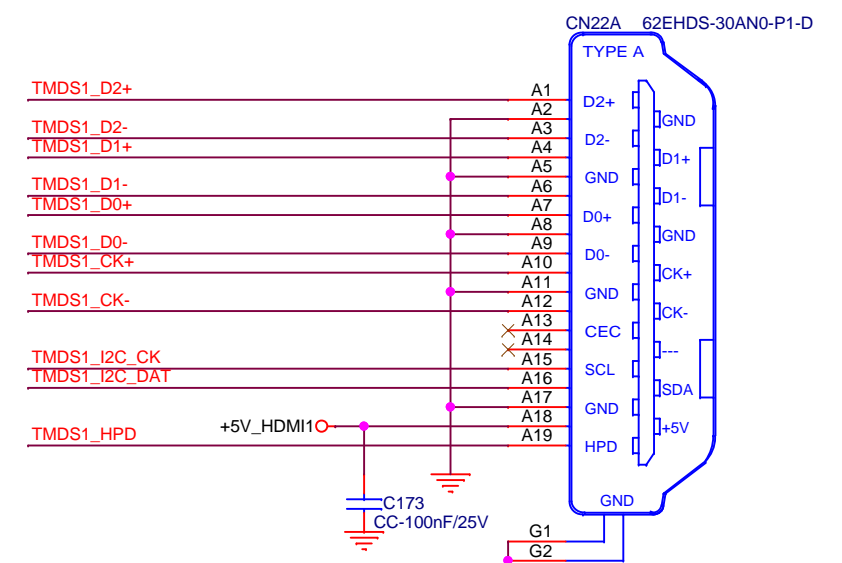 CN22A 62EHDS-30AN0-P1-D
TYPE A
TMDS1_D2+ A1 D2+
A2 GND
TMDS1_D2- A3 D2-
TMDS1_D1+ A4 D1+
A5 GND
TMDS1_D1- A6 D1-
TMDS1_D0+ A7 D0+
A8 GND
TMDS1_D0- A9 D0-
TMDS1_CK+ A10 CK+
A11 GND
TMDS1_CK- A12 CK-
A13 CEC
A14 ---
TMDS1_I2C_CK A15 SCL
TMDS1_I2C_DAT A16 SDA
A17 GND
+5V_HDMI1 A18 +5V
TMDS1_HPD A19 HPD
C173
CC-100nF/25V
GND
G1
G2